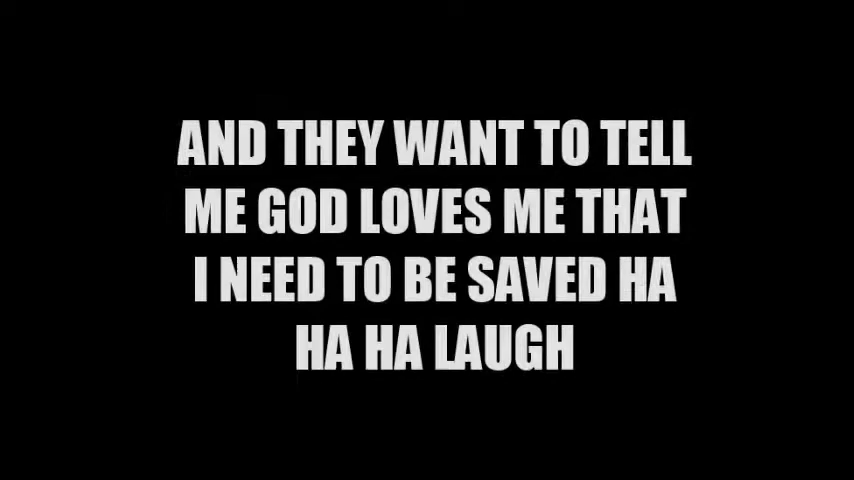 AND THEY WANT TO TELL
ME GOD LOVES ME THAT
I NEED TO BE SAVED HA
HA HA LAUGH